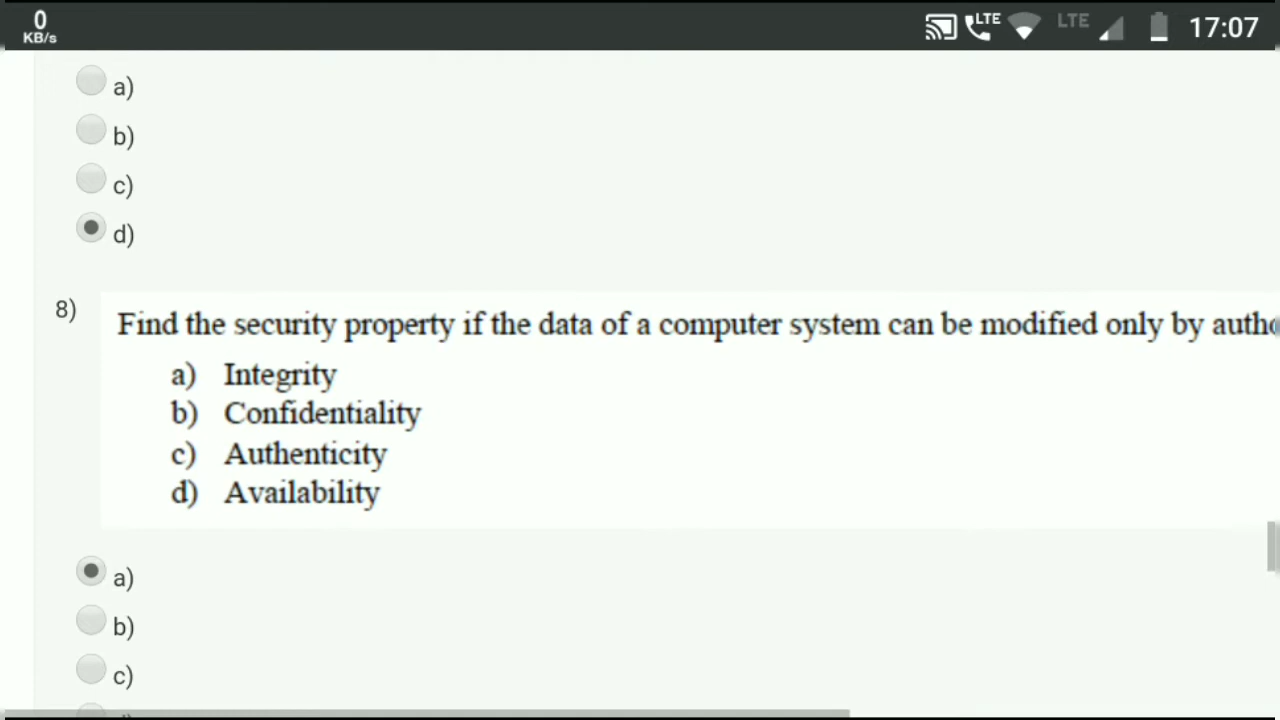 0
KB/s
LTE
LTE
17:07
a)
b)
c)
d)
8)
Find the security property if the data of a computer system can be modified only by
a) Integrity
b) Confidentiality
c) Authenticity
d) Availability
a)
b)
c)